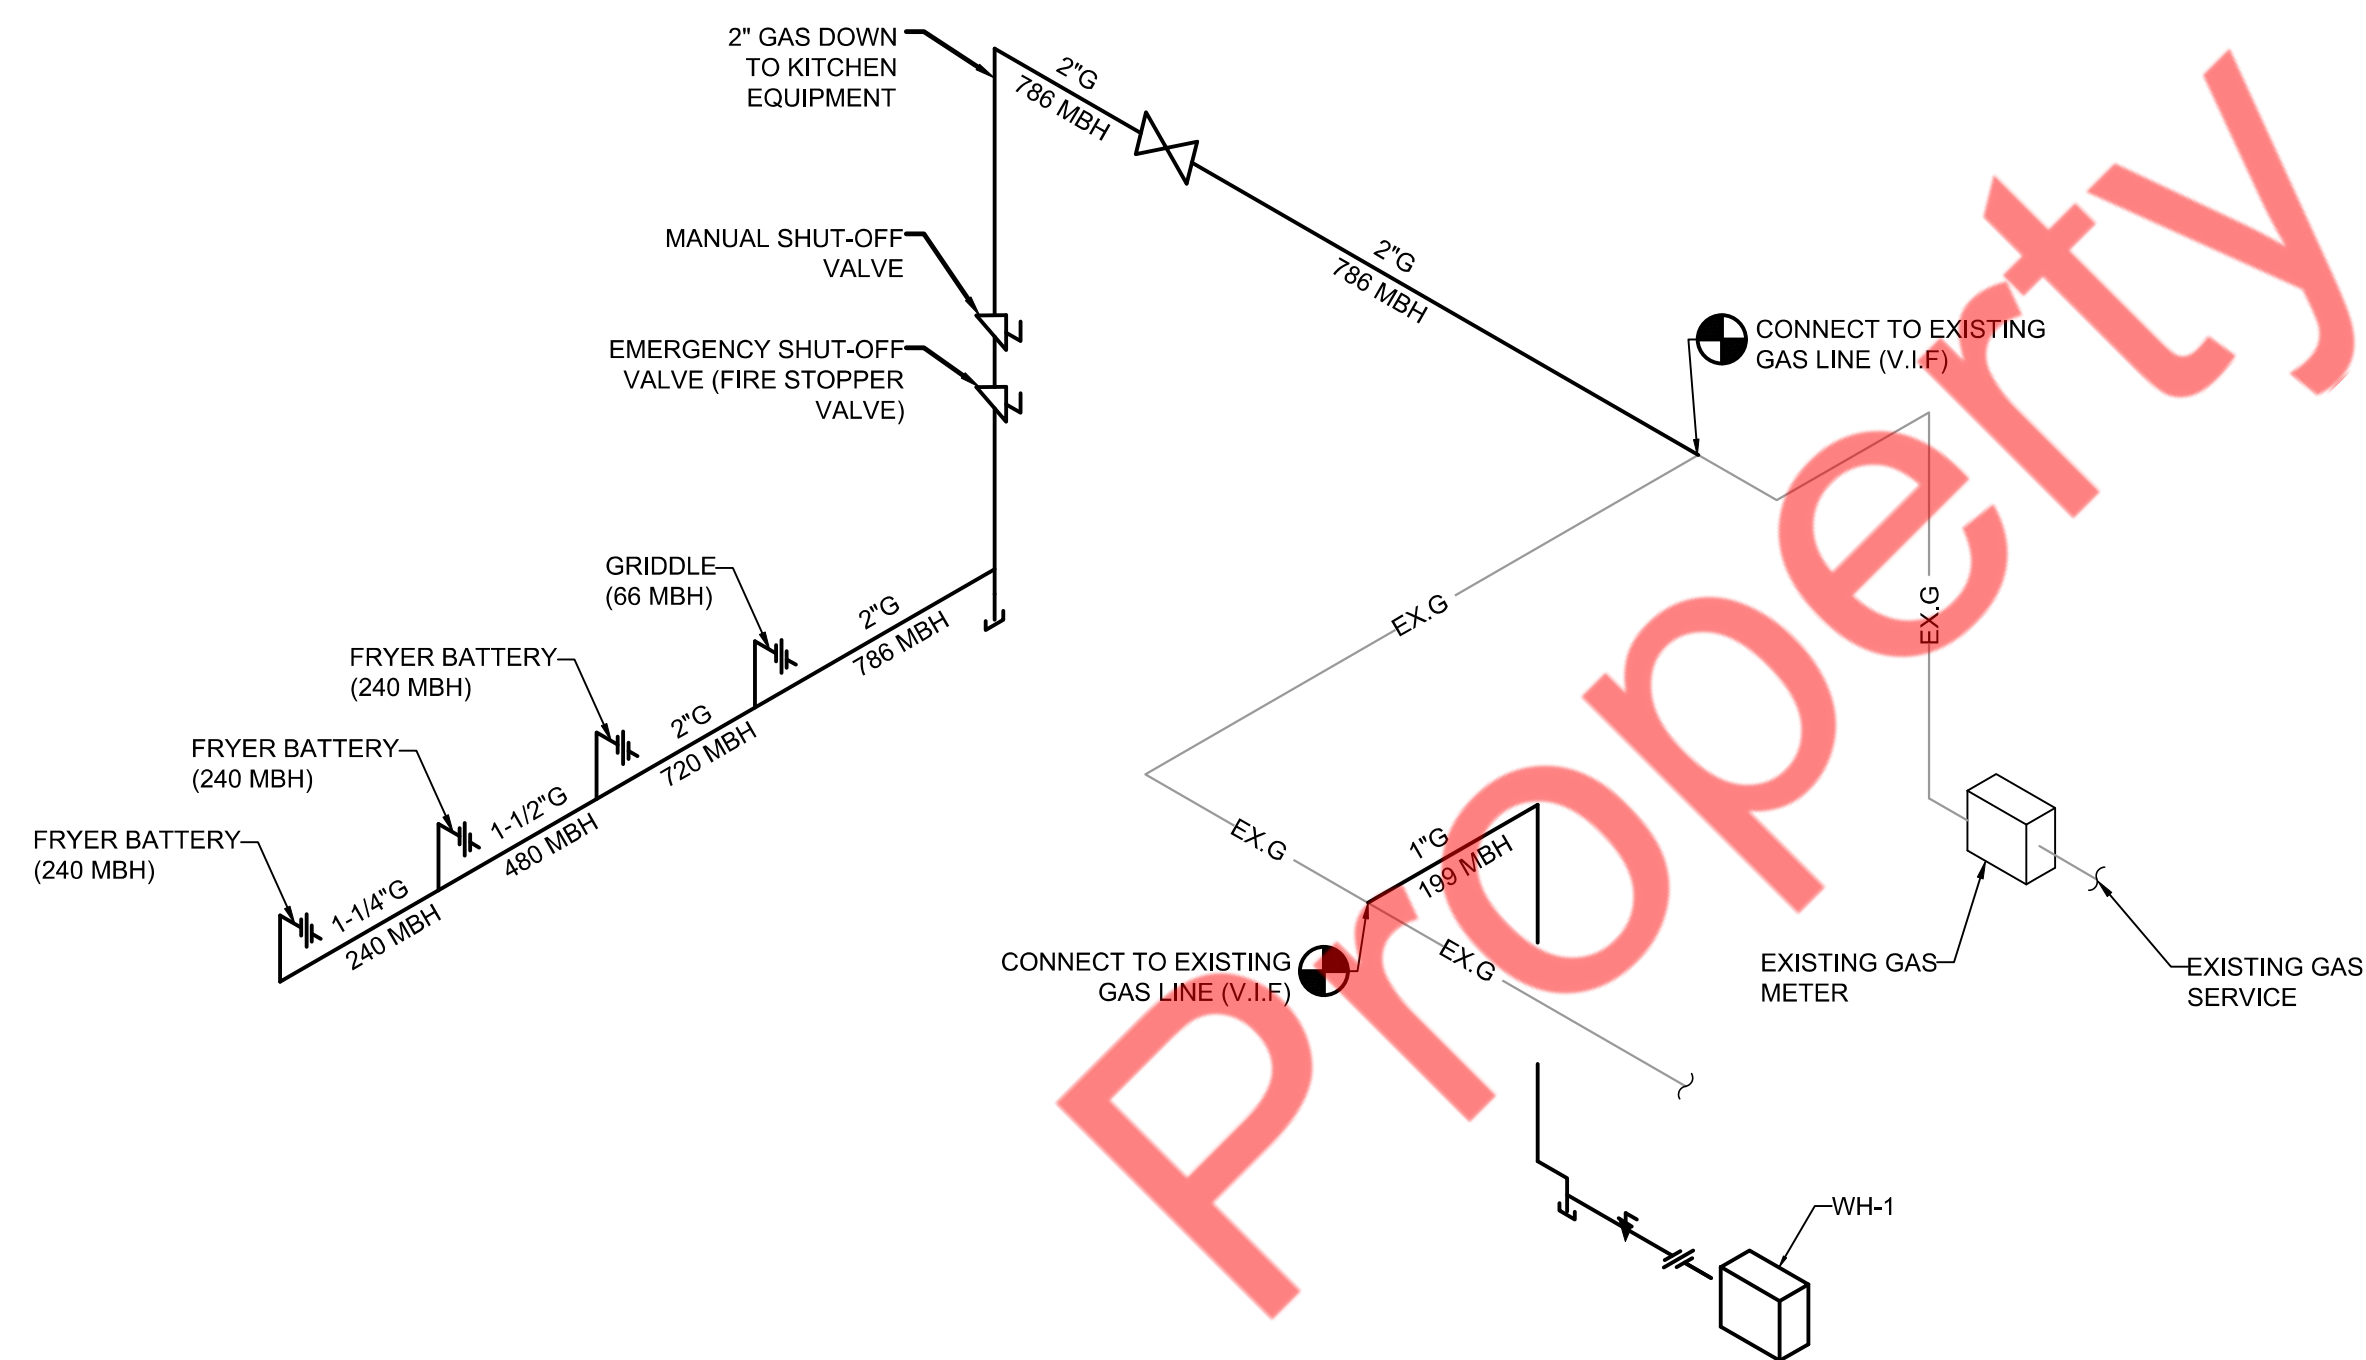 2" GAS DOWN
TO KITCHEN
EQUIPMENT
2"G
786 MBH
MANUAL SHUT-OFF
VALVE
2"G
786 MBH
EMERGENCY SHUT-OFF
VALVE (FIRE STOPPER
VALVE)
CONNECT TO EXISTING
GAS LINE (V.I.F)
GRIDDLE
(66 MBH)
2"G
786 MBH
EX.G
EX.G
FRYER BATTERY
(240 MBH)
2"G
720 MBH
FRYER BATTERY
(240 MBH)
1-1/2"G
480 MBH
FRYER BATTERY
(240 MBH)
1-1/4"G
240 MBH
EX.G
1"G
199 MBH
EX.G
CONNECT TO EXISTING
GAS LINE (V.I.F)
EXISTING GAS
METER
EXISTING GAS
SERVICE
WH-1
Property